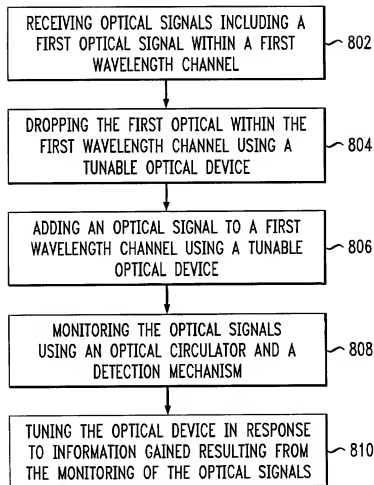 RECEIVING OPTICAL SIGNALS INCLUDING A
FIRST OPTICAL SIGNAL WITHIN A FIRST
WAVELENGTH CHANNEL
802
DROPPING THE FIRST OPTICAL WITHIN THE
FIRST WAVELENGTH CHANNEL USING A
TUNABLE OPTICAL DEVICE
804
ADDING AN OPTICAL SIGNAL TO A FIRST
WAVELENGTH CHANNEL USING A TUNABLE
OPTICAL DEVICE
806
MONITORING THE OPTICAL SIGNALS
USING AN OPTICAL CIRCULATOR AND A
DETECTION MECHANISM
808
TUNING THE OPTICAL DEVICE IN RESPONSE
TO INFORMATION GAINED RESULTING FROM
THE MONITORING OF THE OPTICAL SIGNALS
810